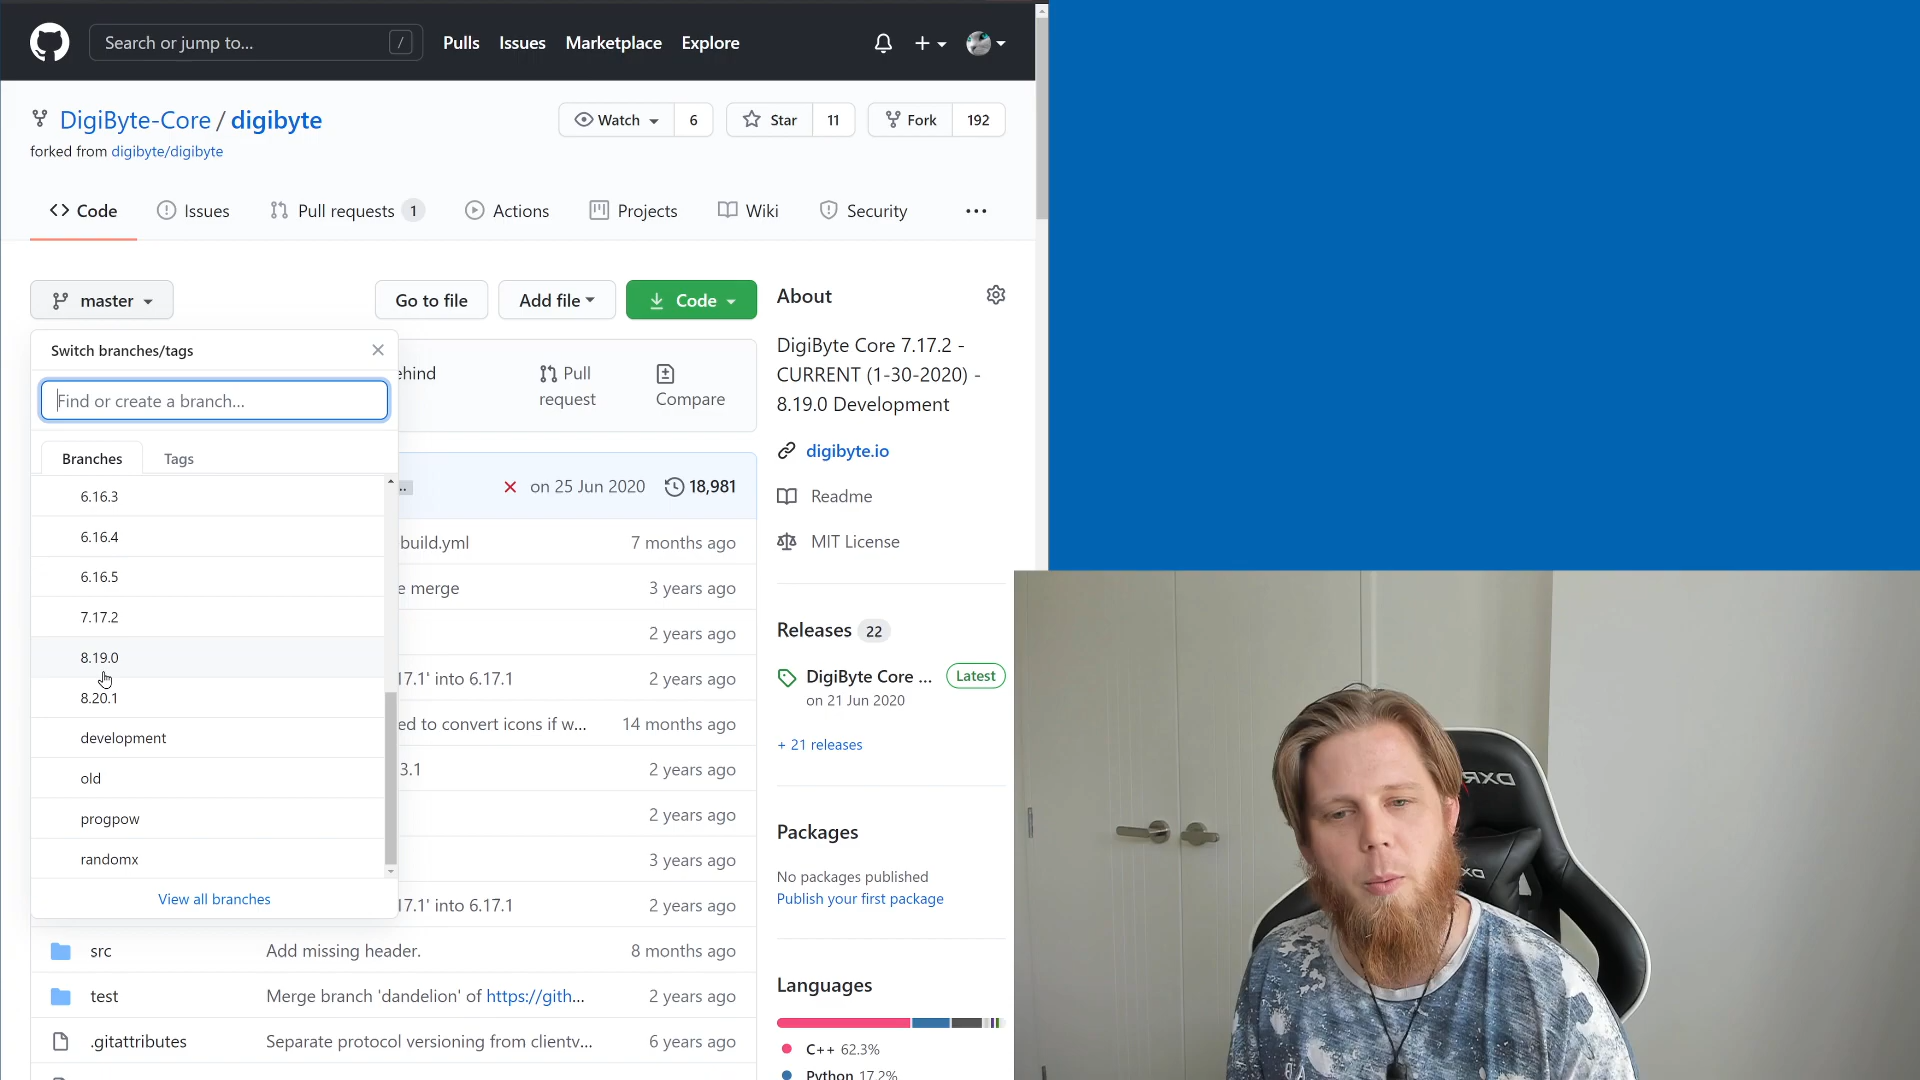 Search or jump to... /
Pulls Issues Marketplace Explore
DigiByte-Core / digibyte
forked from digibyte/digibyte
Watch 6
Star 11
Fork 192
Code Issues Pull requests 1 Actions Projects Wiki Security ...
master
Go to file Add file Code
Switch branches/tags
Find or create a branch...
Branches Tags
6.16.3
6.16.4
6.16.5
7.17.2
8.19.0
8.20.1
development
old
progpow
randomx
View all branches
ehind
Pull request
Compare
.. on 25 Jun 2020 18,981
build.yml 7 months ago
e merge 3 years ago
2 years ago
17.1' into 6.17.1 2 years ago
ed to convert icons if w... 14 months ago
3.1 2 years ago
2 years ago
3 years ago
17.1' into 6.17.1 2 years ago
src Add missing header. 8 months ago
test Merge branch 'dandelion' of https://gith... 2 years ago
.gitattributes Separate protocol versioning from clientv... 6 years ago
About
DigiByte Core 7.17.2 -
CURRENT (1-30-2020) -
8.19.0 Development
digibyte.io
Readme
MIT License
Releases 22
DigiByte Core ... Latest
on 21 Jun 2020
+ 21 releases
Packages
No packages published
Publish your first package
Languages
C++ 62.3%
Python 17.2%
DXR